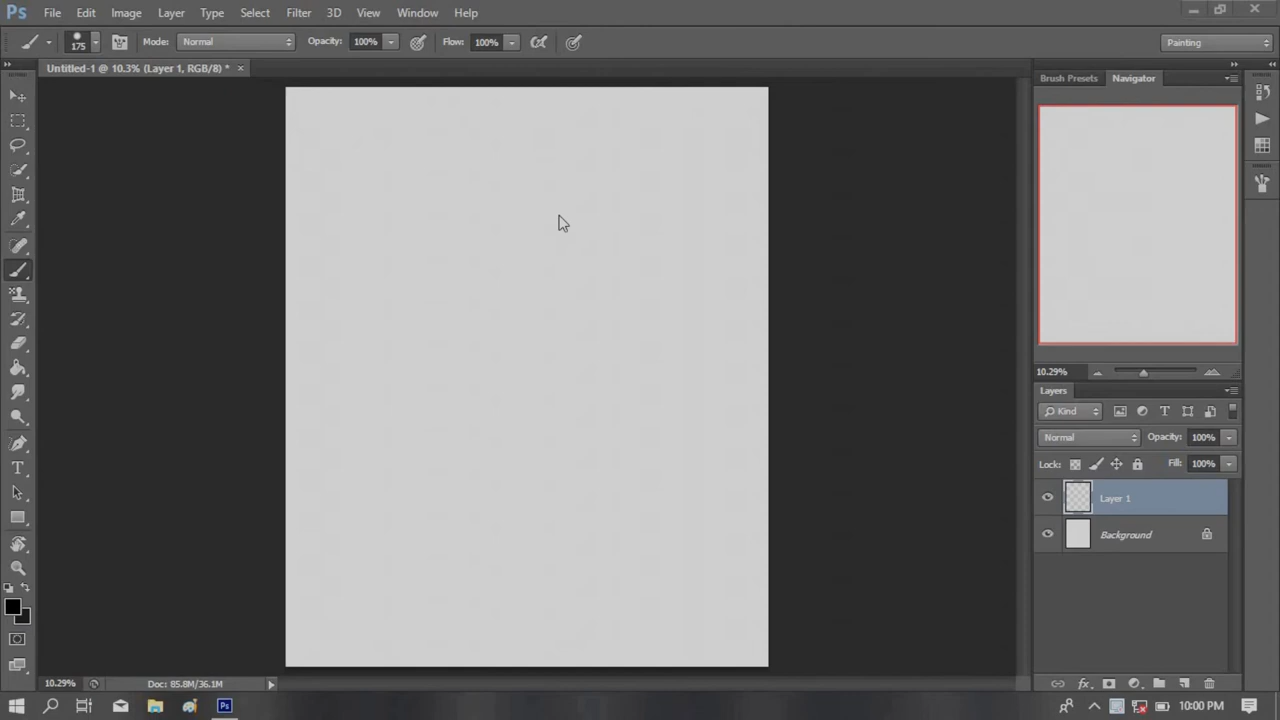 Ps File Edit Image Layer Type Select Filter 3D View Window Help
175 Mode: Normal Opacity: 100% Flow: 100% Painting
Untitled-1 @ 10.3% (Layer 1, RGB/8) *
Brush Presets Navigator
10.29%
Layers
Kind
Normal Opacity: 100%
Lock: Fill: 100%
Layer 1
Background
10.29% Doc: 85.8M/36.1M
Ps 10:00 PM